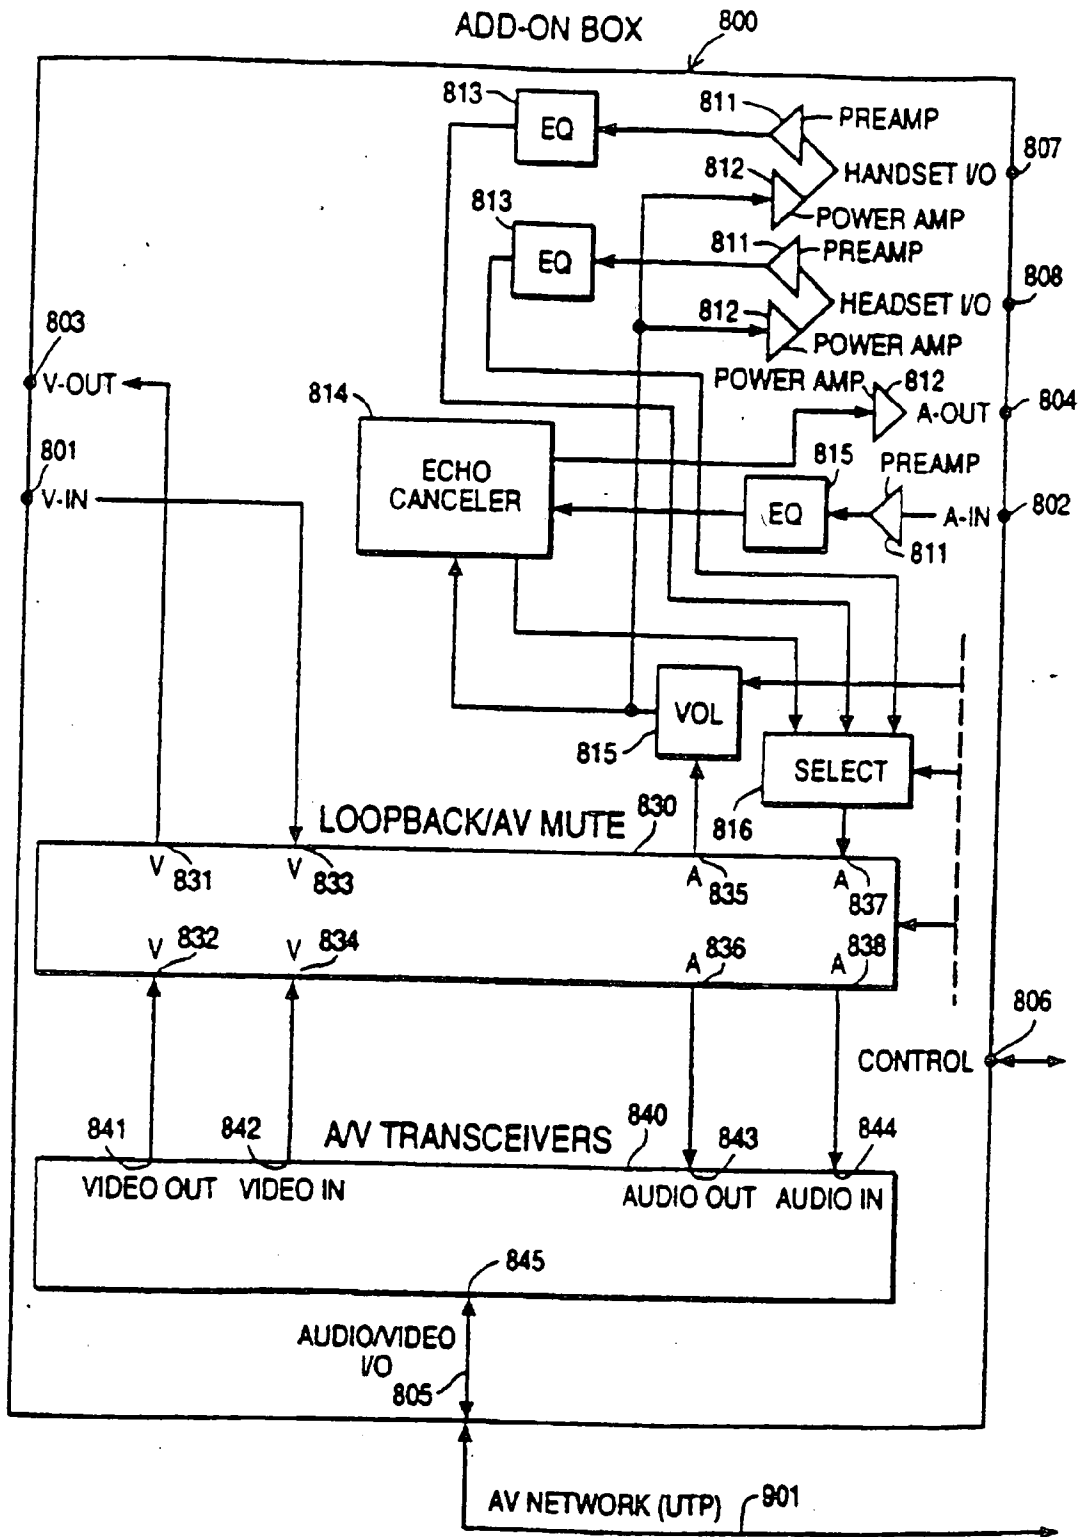 ADD-ON BOX
800
813
EQ
811
PREAMP
807
HANDSET I/O
812
POWER AMP
813
EQ
811
PREAMP
808
HEADSET I/O
812
POWER AMP
803
V-OUT
POWER AMP
812
A-OUT
804
814
ECHO
CANCELER
801
V-IN
815
EQ
PREAMP
A-IN
802
811
VOL
815
SELECT
816
LOOPBACK/AV MUTE
830
V
831
V
833
A
835
A
837
V
832
V
834
A
836
A
838
806
CONTROL
A/V TRANSCEIVERS
840
841
842
843
844
VIDEO OUT
VIDEO IN
AUDIO OUT
AUDIO IN
845
AUDIO/VIDEO
I/O
805
AV NETWORK (UTP)
901